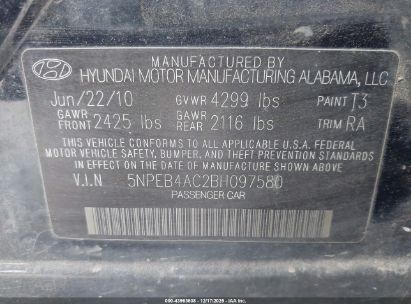 MANUFACTURED BY
HYUNDAI MOTOR MANUFACTURING ALABAMA, LLC
Jun/22/10 GVWR 4299 lbs PAINT T3
GAWR FRONT 2425 lbs GAWR REAR 2116 lbs TRIM RA
THIS VEHICLE CONFORMS TO ALL APPLICABLE U.S.A. FEDERAL
MOTOR VEHICLE SAFETY, BUMPER, AND THEFT PREVENTION STANDARDS
IN EFFECT ON THE DATE OF MANUFACTURE SHOWN ABOVE.
V.I.N 5NPEB4AC2BH097580
PASSENGER CAR